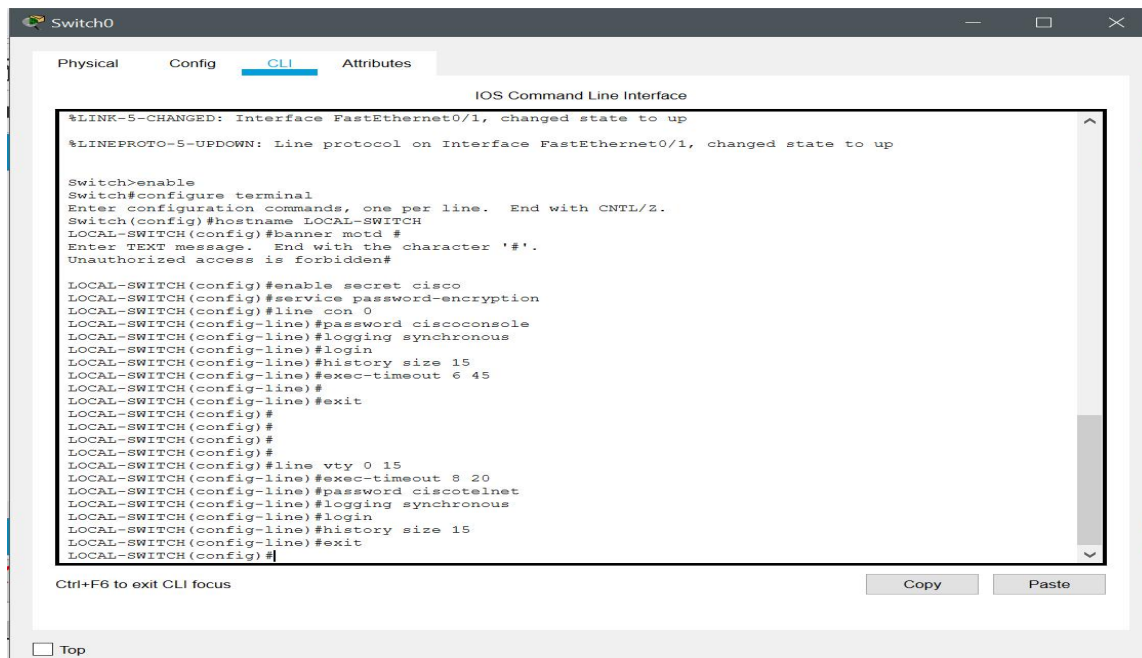 Switch0
Physical Config CLI Attributes
IOS Command Line Interface
%LINK-5-CHANGED: Interface FastEthernet0/1, changed state to up
%LINEPROTO-5-UPDOWN: Line protocol on Interface FastEthernet0/1, changed state to up
Switch>enable
Switch#configure terminal
Enter configuration commands, one per line.  End with CNTL/Z.
Switch(config)#hostname LOCAL-SWITCH
LOCAL-SWITCH(config)#banner motd #
Enter TEXT message.  End with the character '#'.
Unauthorized access is forbidden#
LOCAL-SWITCH(config)#enable secret cisco
LOCAL-SWITCH(config)#service password-encryption
LOCAL-SWITCH(config)#line con 0
LOCAL-SWITCH(config-line)#password ciscoconsole
LOCAL-SWITCH(config-line)#logging synchronous
LOCAL-SWITCH(config-line)#login
LOCAL-SWITCH(config-line)#history size 15
LOCAL-SWITCH(config-line)#exec-timeout 6 45
LOCAL-SWITCH(config-line)#
LOCAL-SWITCH(config-line)#exit
LOCAL-SWITCH(config)#
LOCAL-SWITCH(config)#
LOCAL-SWITCH(config)#
LOCAL-SWITCH(config)#line vty 0 15
LOCAL-SWITCH(config-line)#exec-timeout 8 20
LOCAL-SWITCH(config-line)#password ciscotelnet
LOCAL-SWITCH(config-line)#logging synchronous
LOCAL-SWITCH(config-line)#login
LOCAL-SWITCH(config-line)#history size 15
LOCAL-SWITCH(config-line)#exit
LOCAL-SWITCH(config)#
Ctrl+F6 to exit CLI focus
Copy Paste
Top